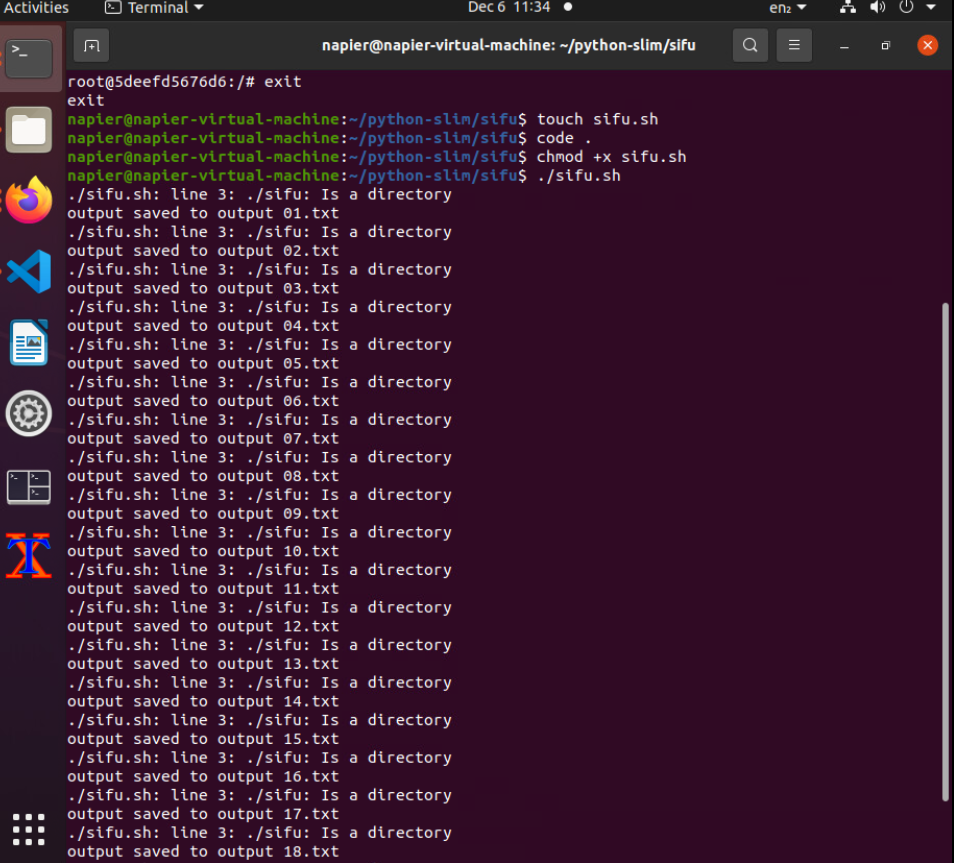 Activities Terminal Dec 6 11:34 en₂
napier@napier-virtual-machine: ~/python-slim/sifu
root@5deefd5676d6:/# exit
exit
napier@napier-virtual-machine:~/python-slim/sifu$ touch sifu.sh
napier@napier-virtual-machine:~/python-slim/sifu$ code .
napier@napier-virtual-machine:~/python-slim/sifu$ chmod +x sifu.sh
napier@napier-virtual-machine:~/python-slim/sifu$ ./sifu.sh
./sifu.sh: line 3: ./sifu: Is a directory
output saved to output 01.txt
./sifu.sh: line 3: ./sifu: Is a directory
output saved to output 02.txt
./sifu.sh: line 3: ./sifu: Is a directory
output saved to output 03.txt
./sifu.sh: line 3: ./sifu: Is a directory
output saved to output 04.txt
./sifu.sh: line 3: ./sifu: Is a directory
output saved to output 05.txt
./sifu.sh: line 3: ./sifu: Is a directory
output saved to output 06.txt
./sifu.sh: line 3: ./sifu: Is a directory
output saved to output 07.txt
./sifu.sh: line 3: ./sifu: Is a directory
output saved to output 08.txt
./sifu.sh: line 3: ./sifu: Is a directory
output saved to output 09.txt
./sifu.sh: line 3: ./sifu: Is a directory
output saved to output 10.txt
./sifu.sh: line 3: ./sifu: Is a directory
output saved to output 11.txt
./sifu.sh: line 3: ./sifu: Is a directory
output saved to output 12.txt
./sifu.sh: line 3: ./sifu: Is a directory
output saved to output 13.txt
./sifu.sh: line 3: ./sifu: Is a directory
output saved to output 14.txt
./sifu.sh: line 3: ./sifu: Is a directory
output saved to output 15.txt
./sifu.sh: line 3: ./sifu: Is a directory
output saved to output 16.txt
./sifu.sh: line 3: ./sifu: Is a directory
output saved to output 17.txt
./sifu.sh: line 3: ./sifu: Is a directory
output saved to output 18.txt